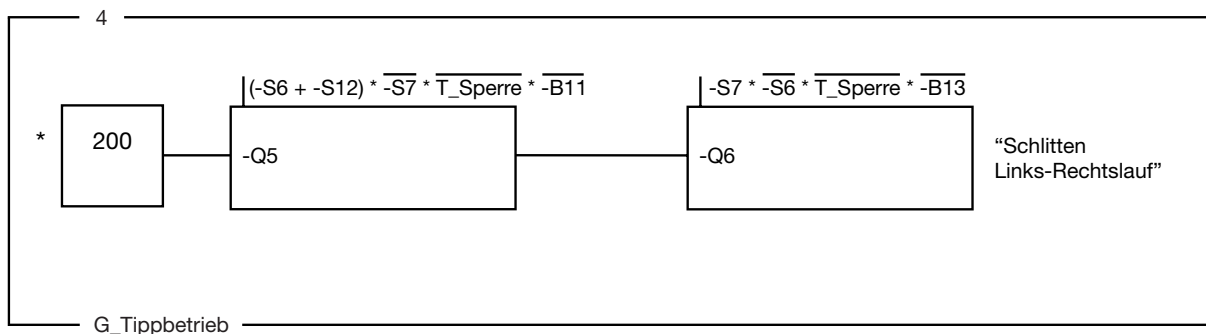 4
(-S6 + -S12) * -S7 * T_Sperre * -B11
-S7 * -S6 * T_Sperre * -B13
*
200
-Q5
-Q6
“Schlitten
Links-Rechtslauf”
G_Tippbetrieb